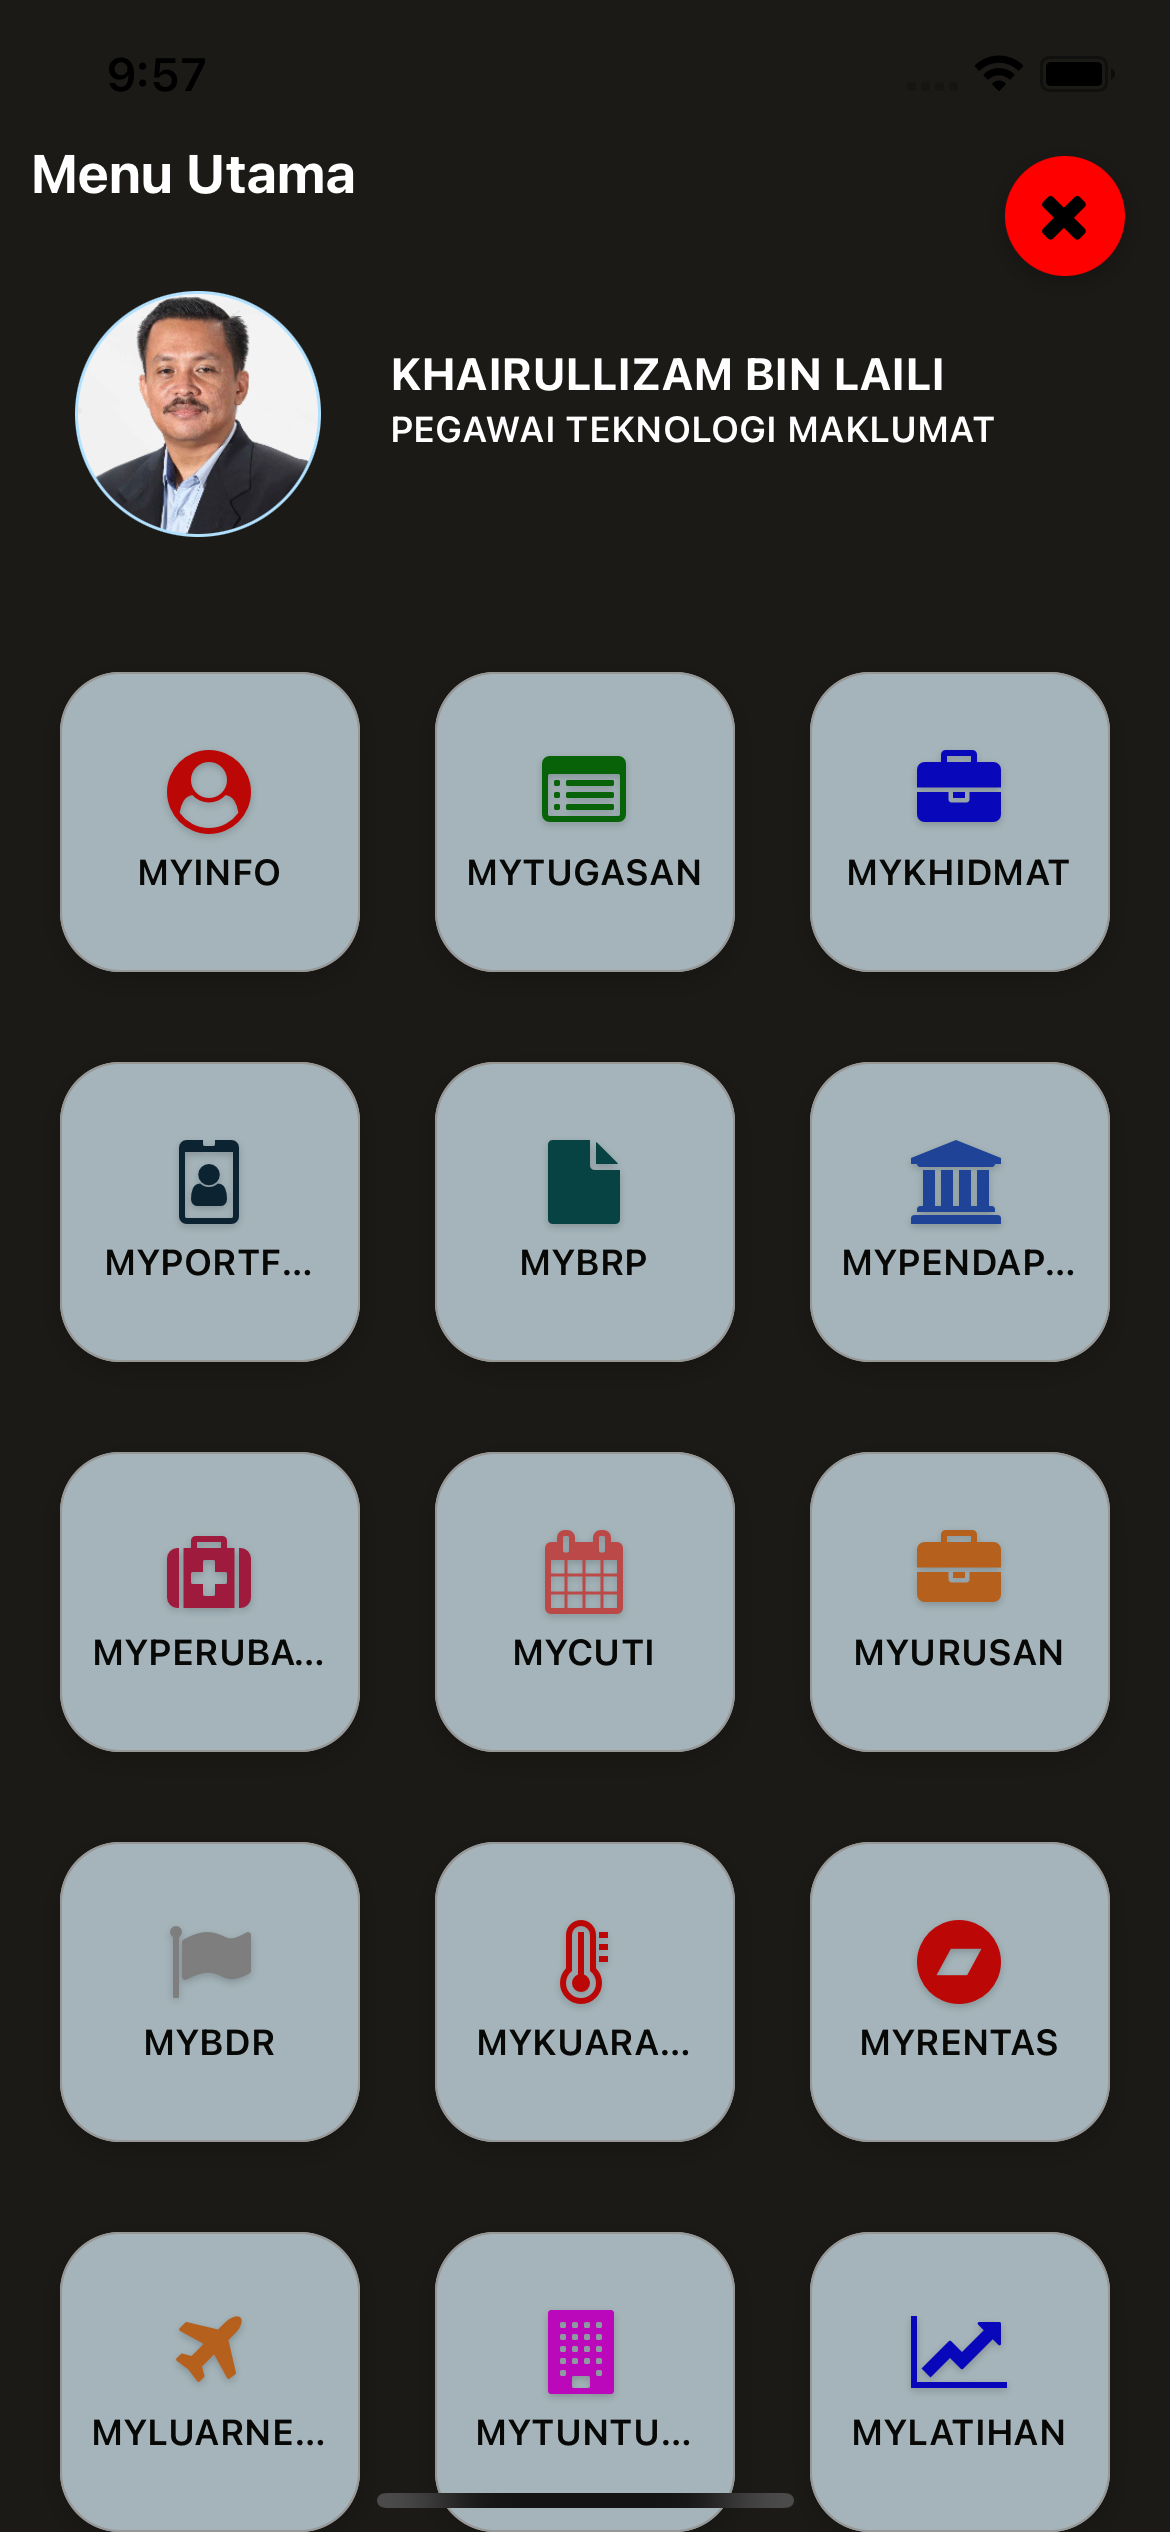 9:57
Menu Utama
KHAIRULLIZAM BIN LAILI
PEGAWAI TEKNOLOGI MAKLUMAT
MYINFO
MYTUGASAN
MYKHIDMAT
MYPORTF...
MYBRP
MYPENDAP...
MYPERUBA...
MYCUTI
MYURUSAN
MYBDR
MYKUARA...
MYRENTAS
MYLUARNE...
MYTUNTU...
MYLATIHAN